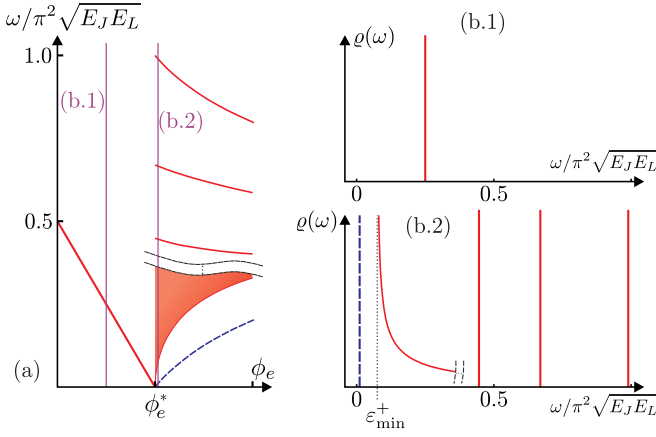 ω/π²√E_J E_L
1.0
(b.1)
(b.2)
0.5
(a)
ϕ_e^*
ϕ_e
(b.1)
ϱ(ω)
ω/π²√E_J E_L
0
0.5
ϱ(ω)
(b.2)
0
ε_min^+
0.5
ω/π²√E_J E_L